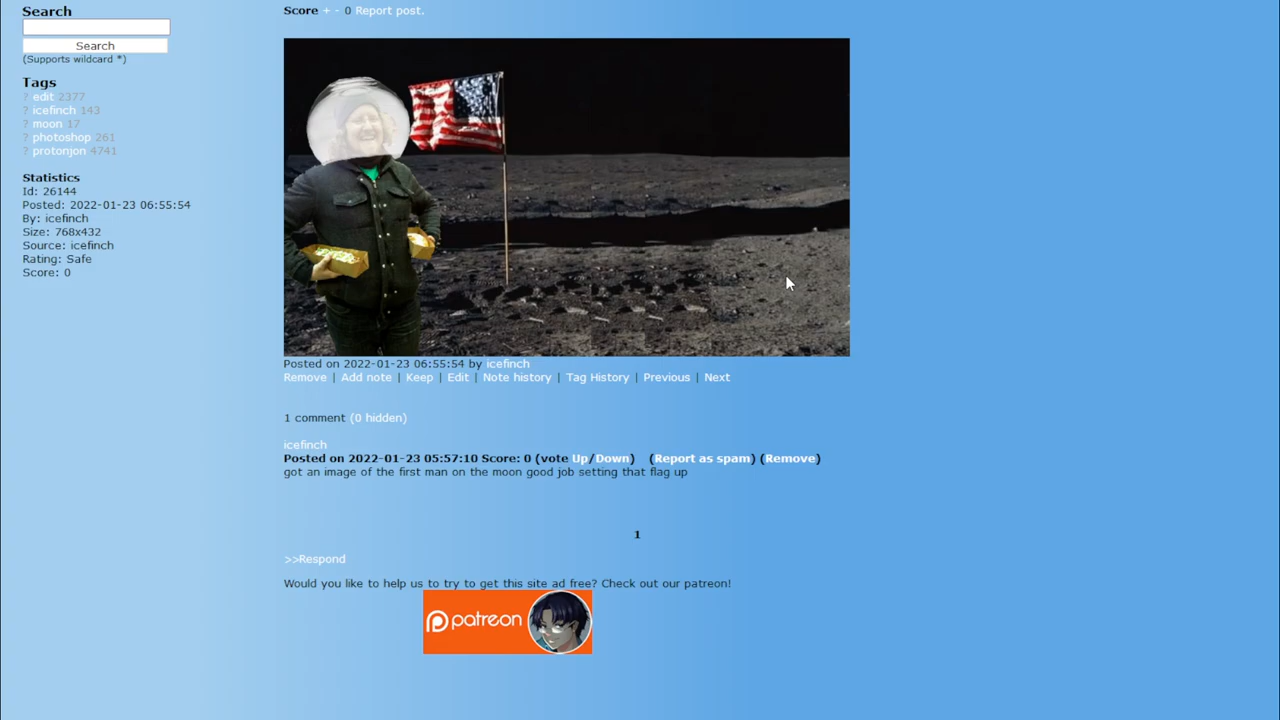 Search
Search
(Supports wildcard *)
Tags
? edit 2377
? icefinch 143
? moon 17
? photoshop 261
? protonjon 4741
Statistics
Id: 26144
Posted: 2022-01-23 06:55:54
By: icefinch
Size: 768x432
Source: icefinch
Rating: Safe
Score: 0
Score + - 0 Report post.
Posted on 2022-01-23 06:55:54 by icefinch
Remove | Add note | Keep | Edit | Note history | Tag History | Previous | Next
1 comment (0 hidden)
icefinch
Posted on 2022-01-23 05:57:10 Score: 0 (vote Up/Down) (Report as spam) (Remove)
got an image of the first man on the moon good job setting that flag up
1
>>Respond
Would you like to help us to try to get this site ad free? Check out our patreon!
patreon